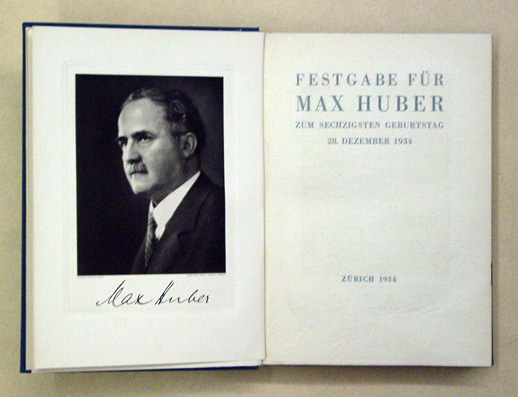 Max Huber
FESTGABE FÜR
MAX HUBER
ZUM SECHZIGSTEN GEBURTSTAG
28. DEZEMBER 1934
ZÜRICH 1934